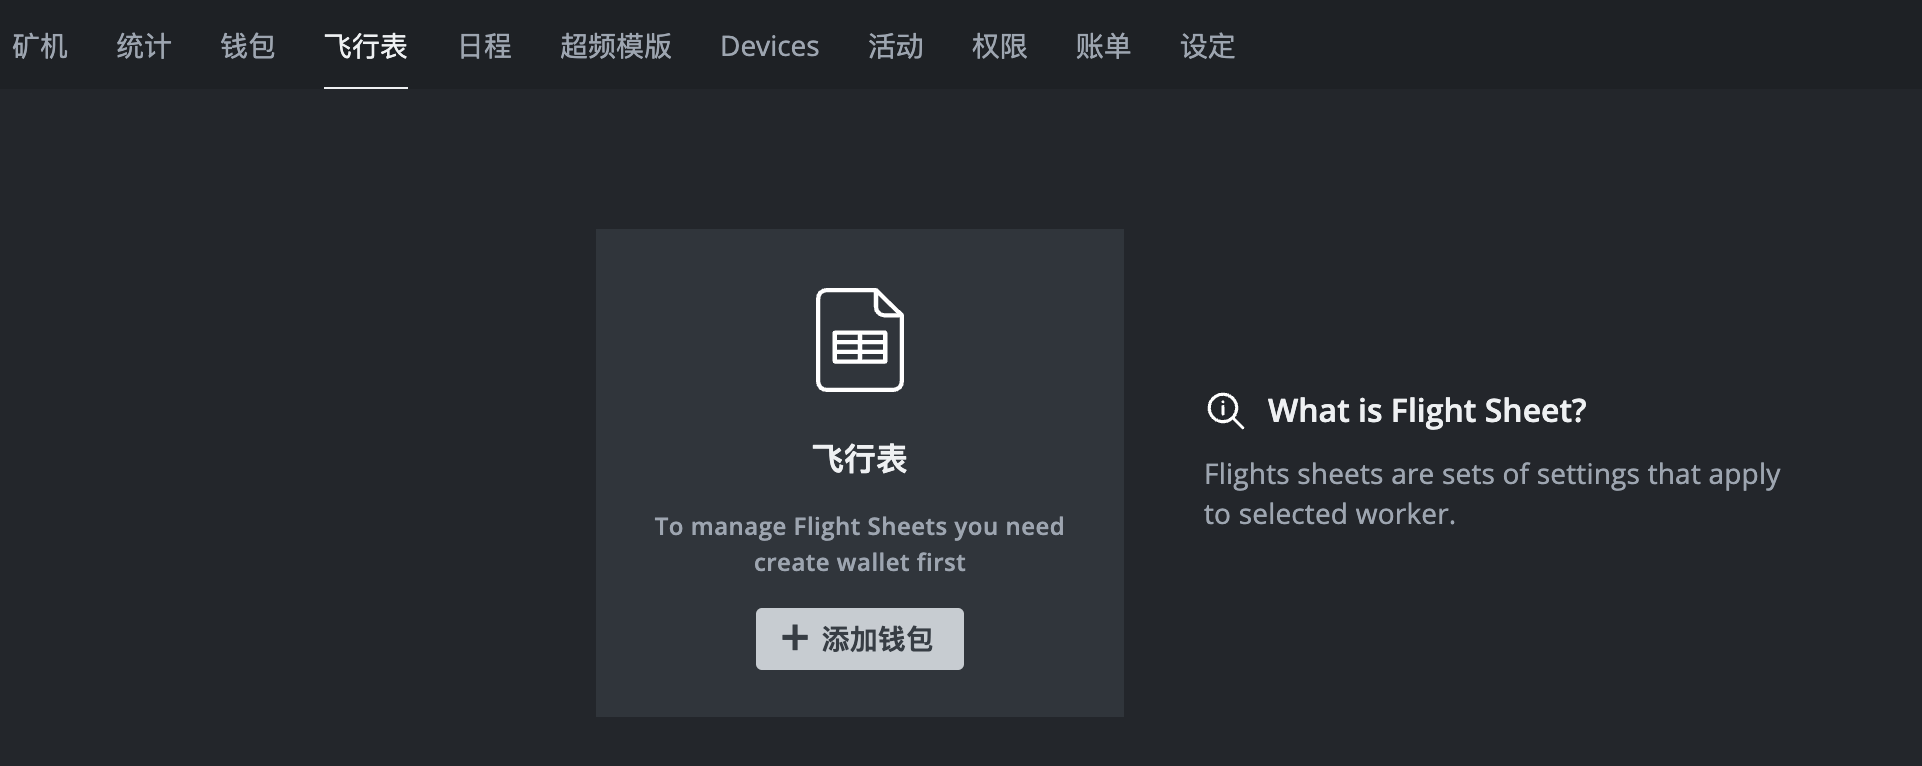 矿机 统计 钱包 飞行表 日程 超频模版 Devices 活动 权限 账单 设定
飞行表
To manage Flight Sheets you need
create wallet first
+ 添加钱包
What is Flight Sheet?
Flights sheets are sets of settings that apply
to selected worker.